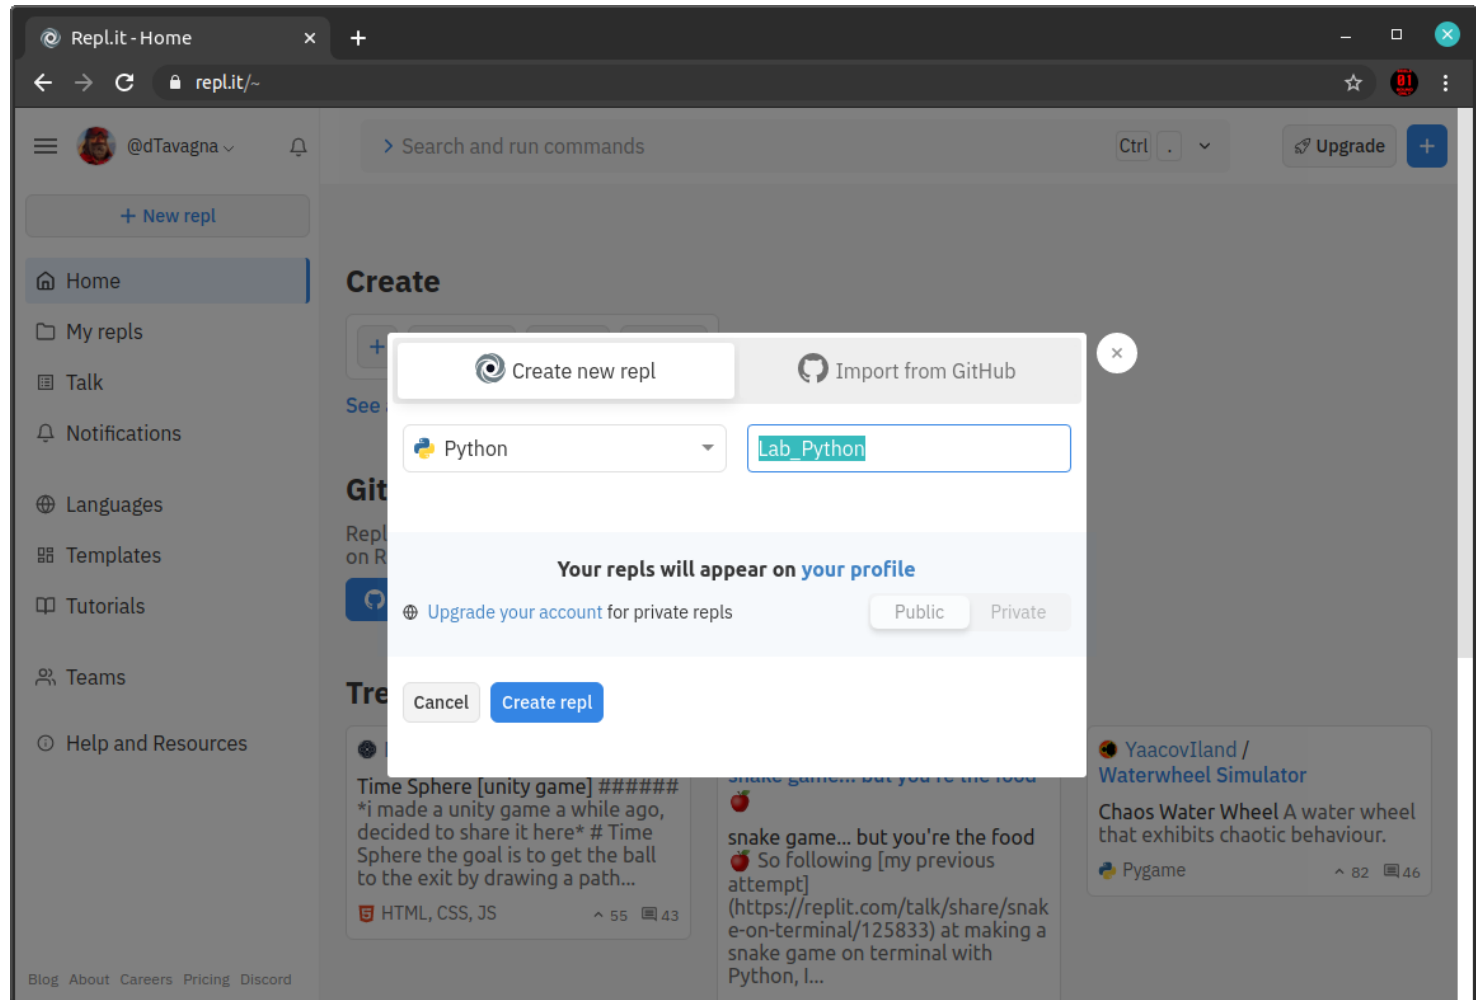 Repl.it - Home
repl.it/~
@dTavagna
Search and run commands
Ctrl .
Upgrade
+ New repl
Home
My repls
Talk
Notifications
Languages
Templates
Tutorials
Teams
Help and Resources
Blog About Careers Pricing Discord
Create
See
Git
Repl
on R
Tre
Create new repl
Import from GitHub
Python
Lab_Python
Your repls will appear on your profile
Upgrade your account for private repls
Public
Private
Cancel
Create repl
Time Sphere [unity game] ######
*i made a unity game a while ago,
decided to share it here* # Time
Sphere the goal is to get the ball
to the exit by drawing a path...
HTML, CSS, JS
55
43
snake game... but you're the food
snake game... but you're the food
So following [my previous
attempt]
(https://replit.com/talk/share/snak
e-on-terminal/125833) at making a
snake game on terminal with
Python, I...
YaacovIland /
Waterwheel Simulator
Chaos Water Wheel A water wheel
that exhibits chaotic behaviour.
Pygame
82
46